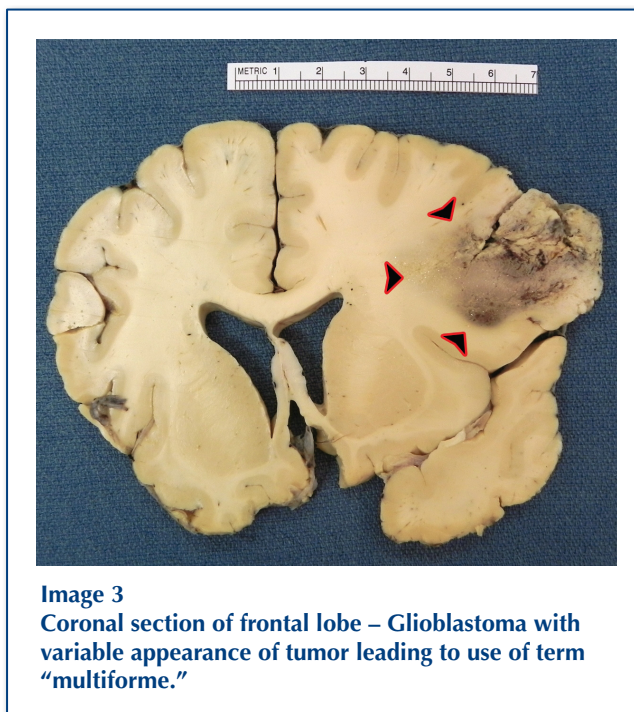 METRIC 1 2 3 4 5 6 7
Image 3
Coronal section of frontal lobe – Glioblastoma with
variable appearance of tumor leading to use of term
“multiforme.”